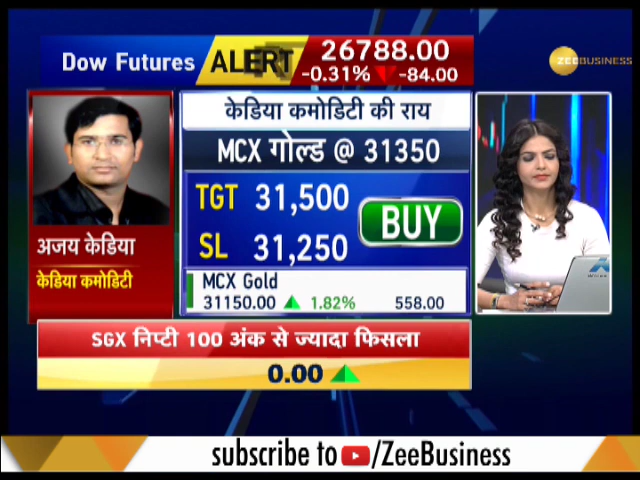 Dow Futures
ALERT
26788.00
-0.31% -84.00
ZEEBUSINESS
केडिया कमोडिटी की राय
MCX गोल्ड @ 31350
TGT 31,500
SL 31,250
BUY
MCX Gold
31150.00 1.82% 558.00
अजय केडिया
केडिया कमोडिटी
SGX निफ्टी 100 अंक से ज्यादा फिसला
0.00
subscribe to /ZeeBusiness